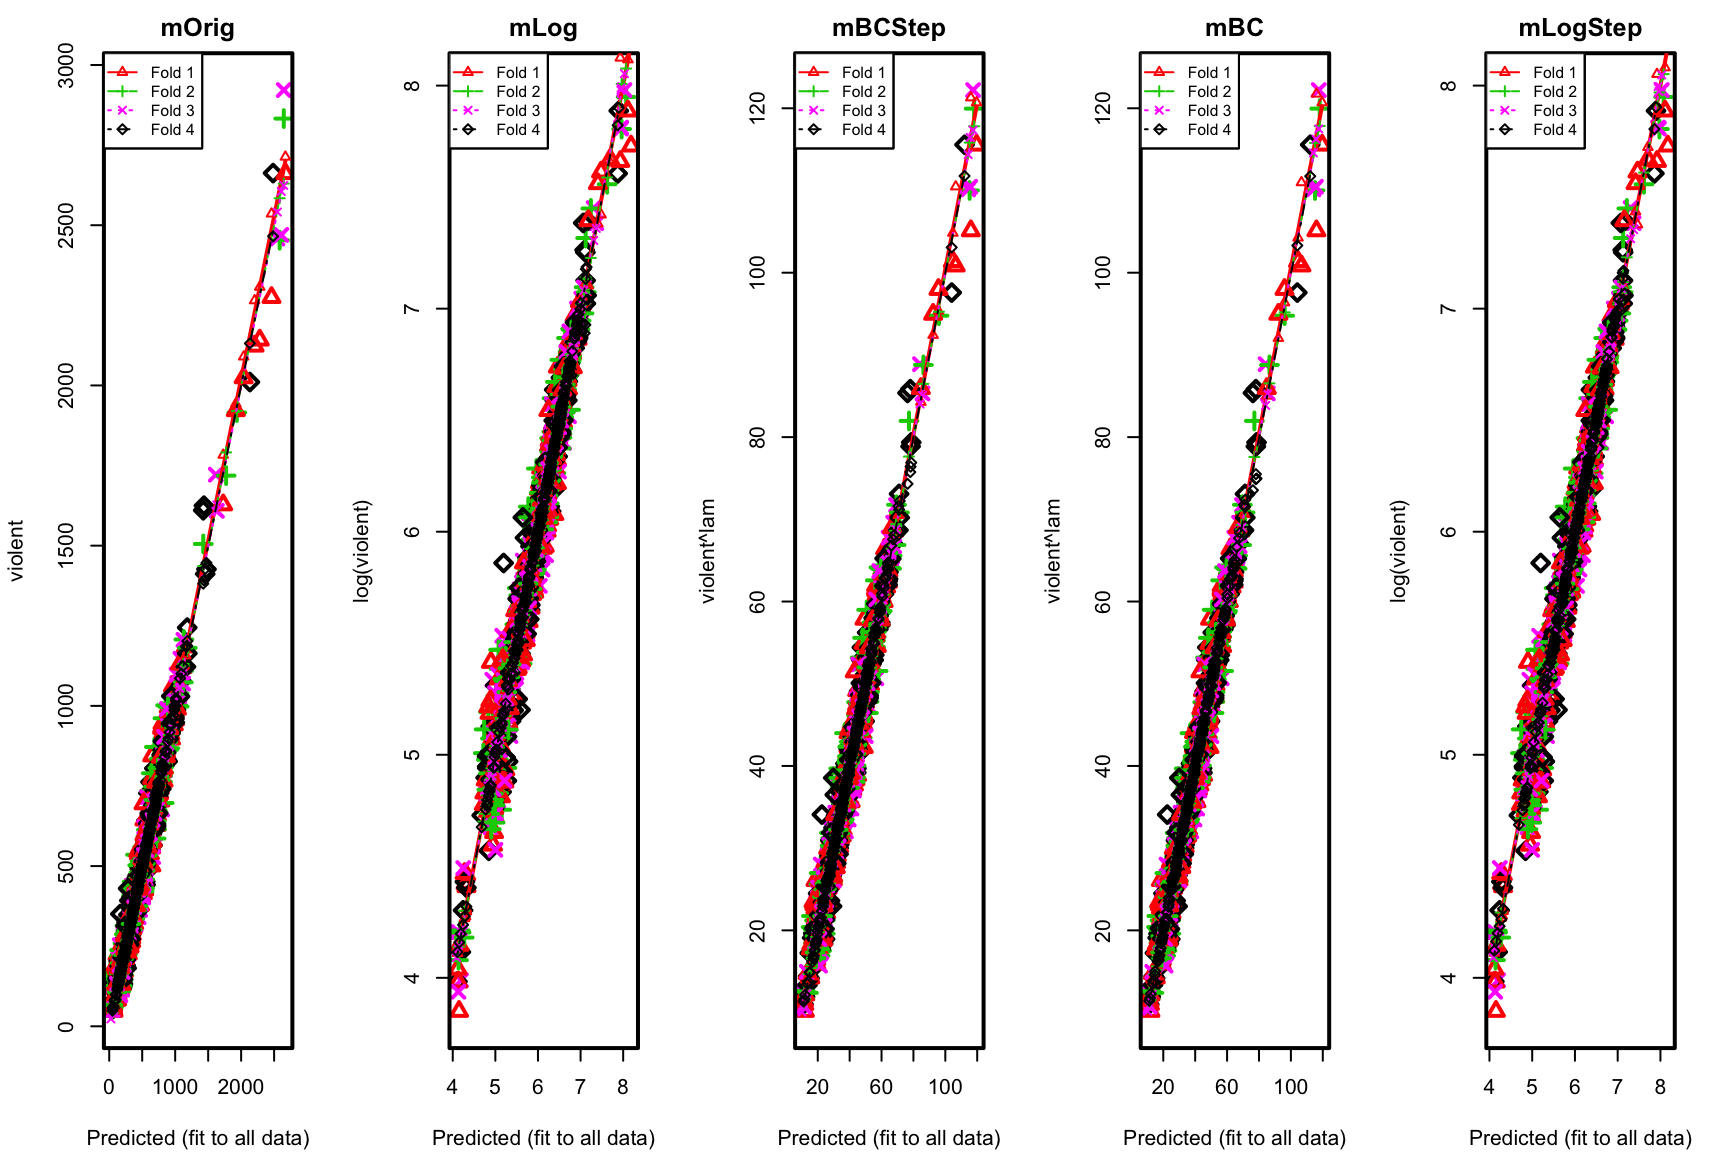 mOrig
violent
3000
2500
2000
1500
1000
500
0
Fold 1
Fold 2
Fold 3
Fold 4
0 1000 2000
Predicted (fit to all data)
mLog
log(violent)
8
7
6
5
4
Fold 1
Fold 2
Fold 3
Fold 4
4 5 6 7 8
Predicted (fit to all data)
mBCStep
violent^lam
120
100
80
60
40
20
Fold 1
Fold 2
Fold 3
Fold 4
20 60 100
Predicted (fit to all data)
mBC
violent^lam
120
100
80
60
40
20
Fold 1
Fold 2
Fold 3
Fold 4
20 60 100
Predicted (fit to all data)
mLogStep
log(violent)
8
7
6
5
4
Fold 1
Fold 2
Fold 3
Fold 4
4 5 6 7 8
Predicted (fit to all data)